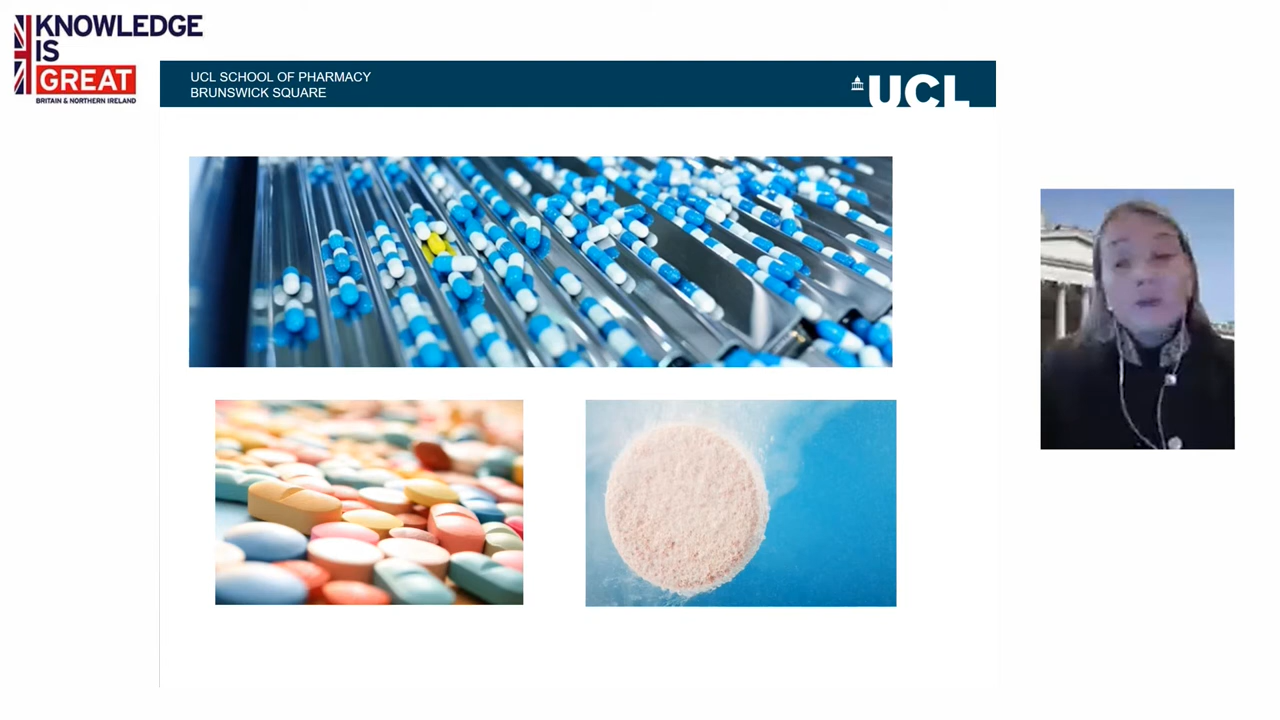 KNOWLEDGE
IS
GREAT
BRITAIN & NORTHERN IRELAND
UCL SCHOOL OF PHARMACY
BRUNSWICK SQUARE
UCL